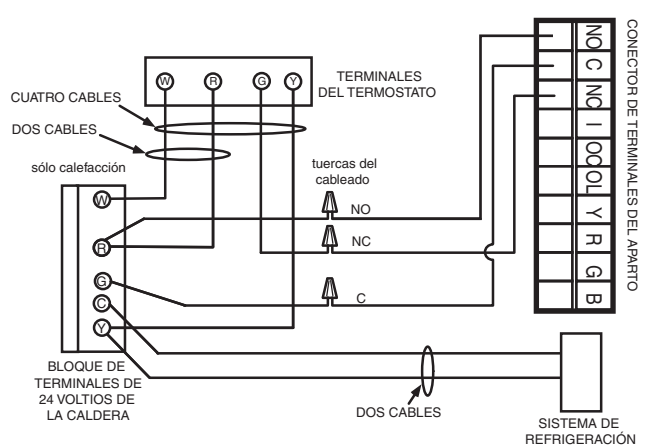 W
R
G
Y
TERMINALES
DEL TERMOSTATO
CUATRO CABLES
DOS CABLES
sólo calefacción
tuercas del
cableado
W
R
G
C
Y
NO
NC
C
BLOQUE DE
TERMINALES DE
24 VOLTIOS DE
LA CALDERA
DOS CABLES
SISTEMA DE
REFRIGERACIÓN
NO
C
NC
I
OC
OL
Y
R
G
B
CONECTOR DE TERMINALES DEL APARTO